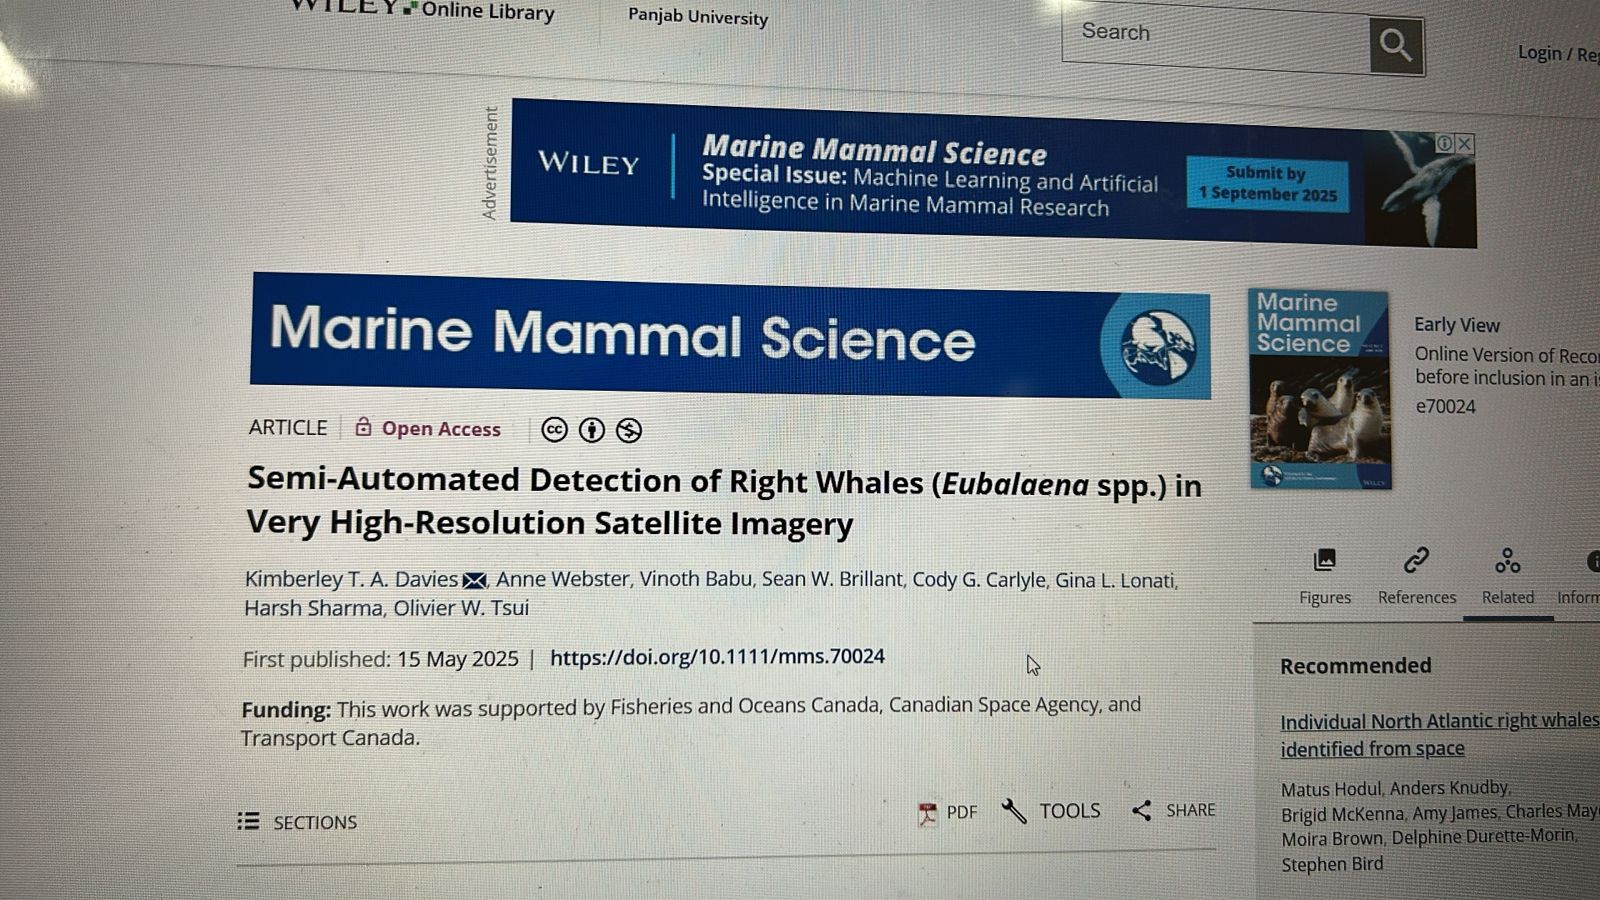 WILEY Online Library
Panjab University
Search
Login / Reg
Advertisement
WILEY
Marine Mammal Science
Special Issue: Machine Learning and Artificial
Intelligence in Marine Mammal Research
Submit by
1 September 2025
Marine Mammal Science
Marine
Mammal
Science
WILEY
Early View
Online Version of Reco
before inclusion in an i
e70024
ARTICLE
Open Access
cc
Semi-Automated Detection of Right Whales (Eubalaena spp.) in
Very High-Resolution Satellite Imagery
Kimberley T. A. Davies, Anne Webster, Vinoth Babu, Sean W. Brillant, Cody G. Carlyle, Gina L. Lonati,
Harsh Sharma, Olivier W. Tsui
First published: 15 May 2025 | https://doi.org/10.1111/mms.70024
Funding: This work was supported by Fisheries and Oceans Canada, Canadian Space Agency, and
Transport Canada.
SECTIONS
PDF
TOOLS
SHARE
Figures
References
Related
Inform
Recommended
Individual North Atlantic right whales
identified from space
Matus Hodul, Anders Knudby,
Brigid McKenna, Amy James, Charles May
Moira Brown, Delphine Durette-Morin,
Stephen Bird